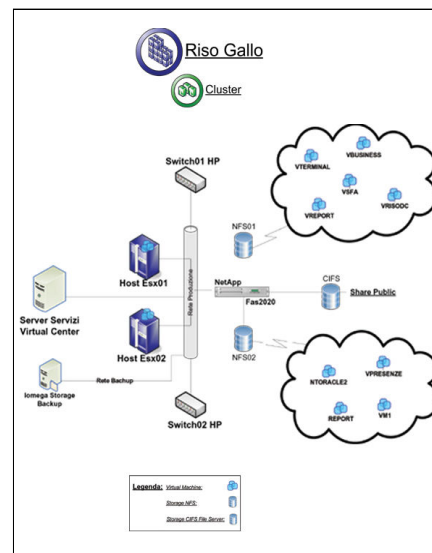 Riso Gallo
Cluster
Switch01 HP
VBUSINESS
VTERMINAL
VSFA
VREPORT
VRISODC
NFS01
Host Esx01
Rete Produzione
NetApp
Fas2020
CIFS
Share Public
Server Servizi
Virtual Center
Host Esx02
NFS02
Rete Backup
Iomega Storage
Backup
Switch02 HP
VPRESENZE
NTORACLE2
REPORT
VM1
Legenda: Virtual Machine:
Storage NFS:
Storage CIFS File Server: